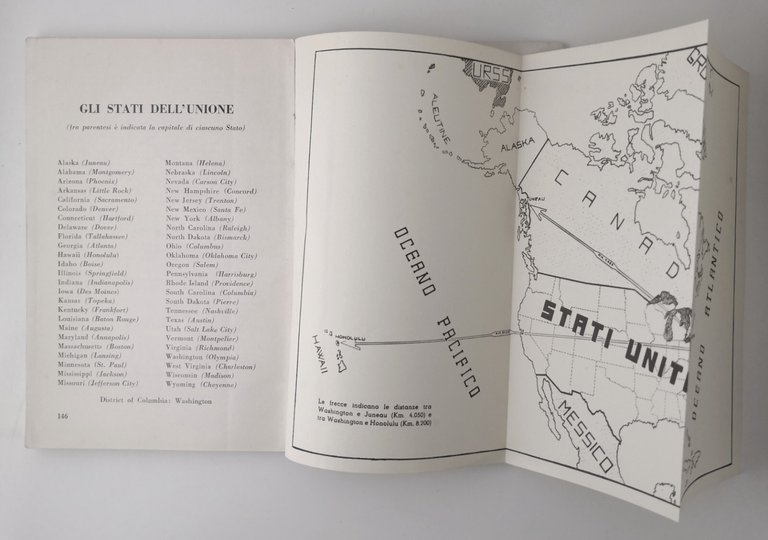 GLI STATI DELL'UNIONE
(fra parentesi è indicata la capitale di ciascuno Stato)
Alaska (Juneau)
Alabama (Montgomery)
Arizona (Phoenix)
Arkansas (Little Rock)
California (Sacramento)
Colorado (Denver)
Connecticut (Hartford)
Delaware (Dover)
Florida (Tallahassee)
Georgia (Atlanta)
Hawaii (Honolulu)
Idaho (Boise)
Illinois (Springfield)
Indiana (Indianapolis)
Iowa (Des Moines)
Kansas (Topeka)
Kentucky (Frankfort)
Louisiana (Baton Rouge)
Maine (Augusta)
Maryland (Annapolis)
Massachusetts (Boston)
Michigan (Lansing)
Minnesota (St. Paul)
Mississippi (Jackson)
Missouri (Jefferson City)
Montana (Helena)
Nebraska (Lincoln)
Nevada (Carson City)
New Hampshire (Concord)
New Jersey (Trenton)
New Mexico (Santa Fe)
New York (Albany)
North Carolina (Raleigh)
North Dakota (Bismarck)
Ohio (Columbus)
Oklahoma (Oklahoma City)
Oregon (Salem)
Pennsylvania (Harrisburg)
Rhode Island (Providence)
South Carolina (Columbia)
South Dakota (Pierre)
Tennessee (Nashville)
Texas (Austin)
Utah (Salt Lake City)
Vermont (Montpelier)
Virginia (Richmond)
Washington (Olympia)
West Virginia (Charleston)
Wisconsin (Madison)
Wyoming (Cheyenne)
District of Columbia: Washington
146
URSS
ALEUTINE
ALASKA
JUNEAU
CANAD
OCEANO PACIFICO
HONOLULU
HAWAII
STATI UNITI
MESSICO
OCEANO ATLANTICO
GRO
Le frecce indicano le distanze tra
Washington e Juneau (Km. 4.050) e
tra Washington e Honolulu (Km. 8.200)